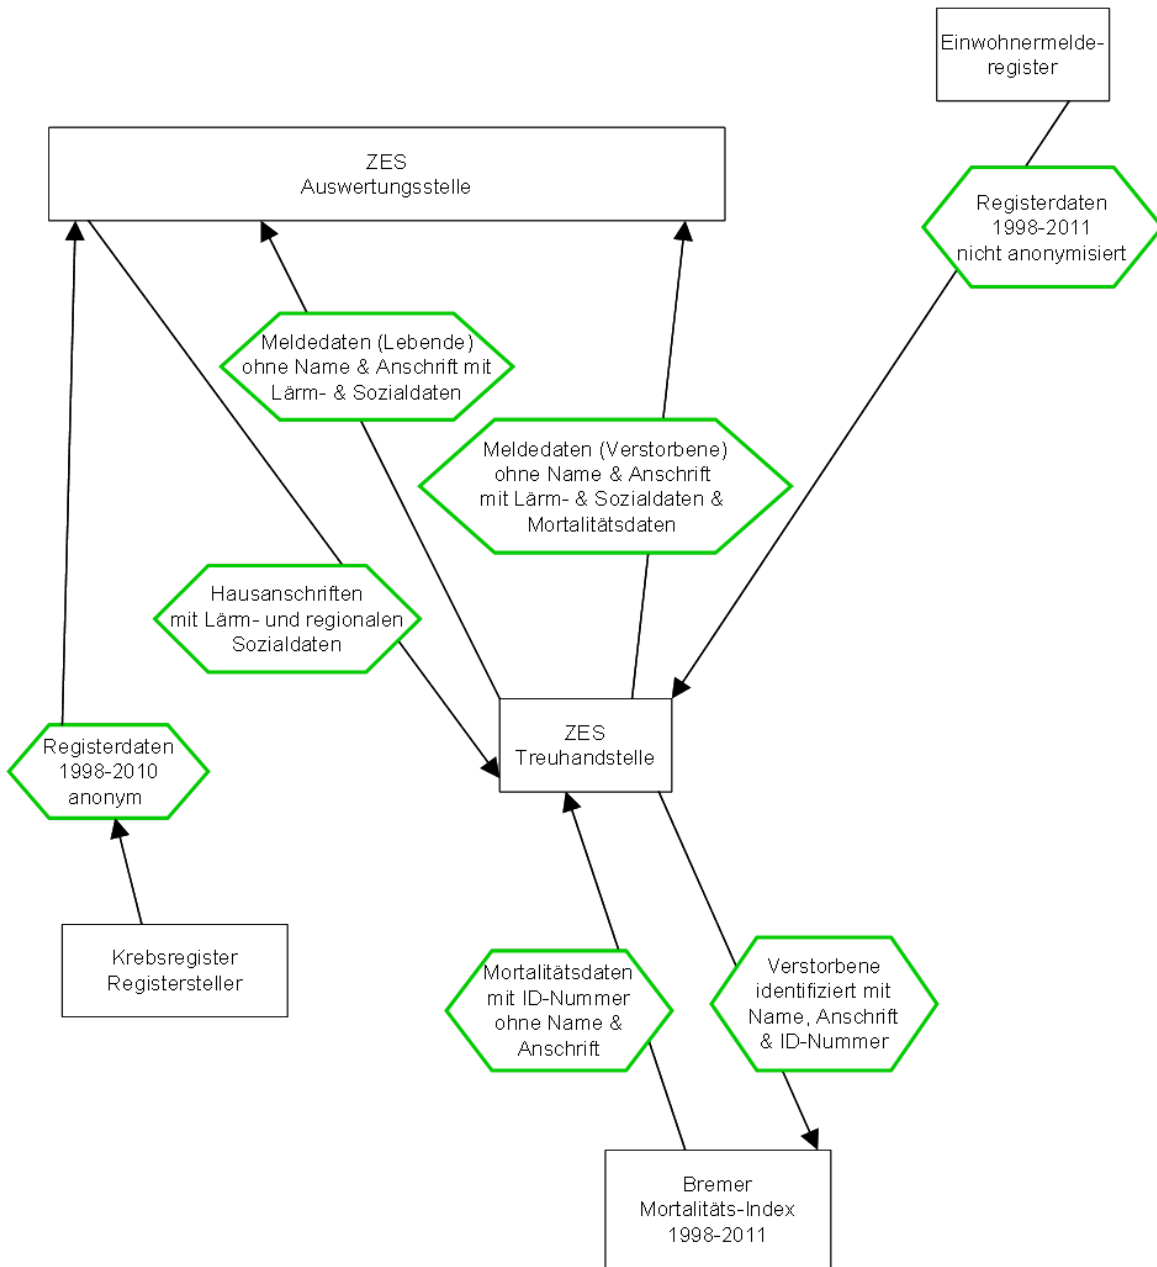 Einwohnermelde-
register
ZES
Auswertungsstelle
Registerdaten
1998-2011
nicht anonymisiert
Meldedaten (Lebende)
ohne Name & Anschrift mit
Lärm- & Sozialdaten
Meldedaten (Verstorbene)
ohne Name & Anschrift
mit Lärm- & Sozialdaten &
Mortalitätsdaten
Hausanschriften
mit Lärm- und regionalen
Sozialdaten
ZES
Treuhandstelle
Registerdaten
1998-2010
anonym
Krebsregister
Registersteller
Mortalitätsdaten
mit ID-Nummer
ohne Name &
Anschrift
Verstorbene
identifiziert mit
Name, Anschrift
& ID-Nummer
Bremer
Mortalitäts-Index
1998-2011